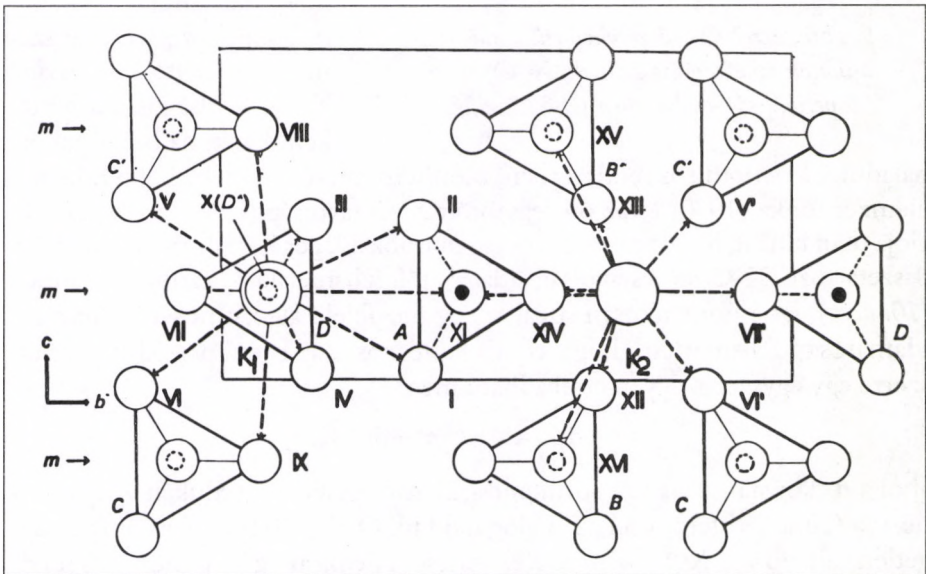 m → VIII XV
C' B' C'
V X(D') XIII V'
III II
m →
VII D A XI XIV VI'
D
K₁ K₂
c
b
VI IV I XII VI'
m → IX XVI
C B C